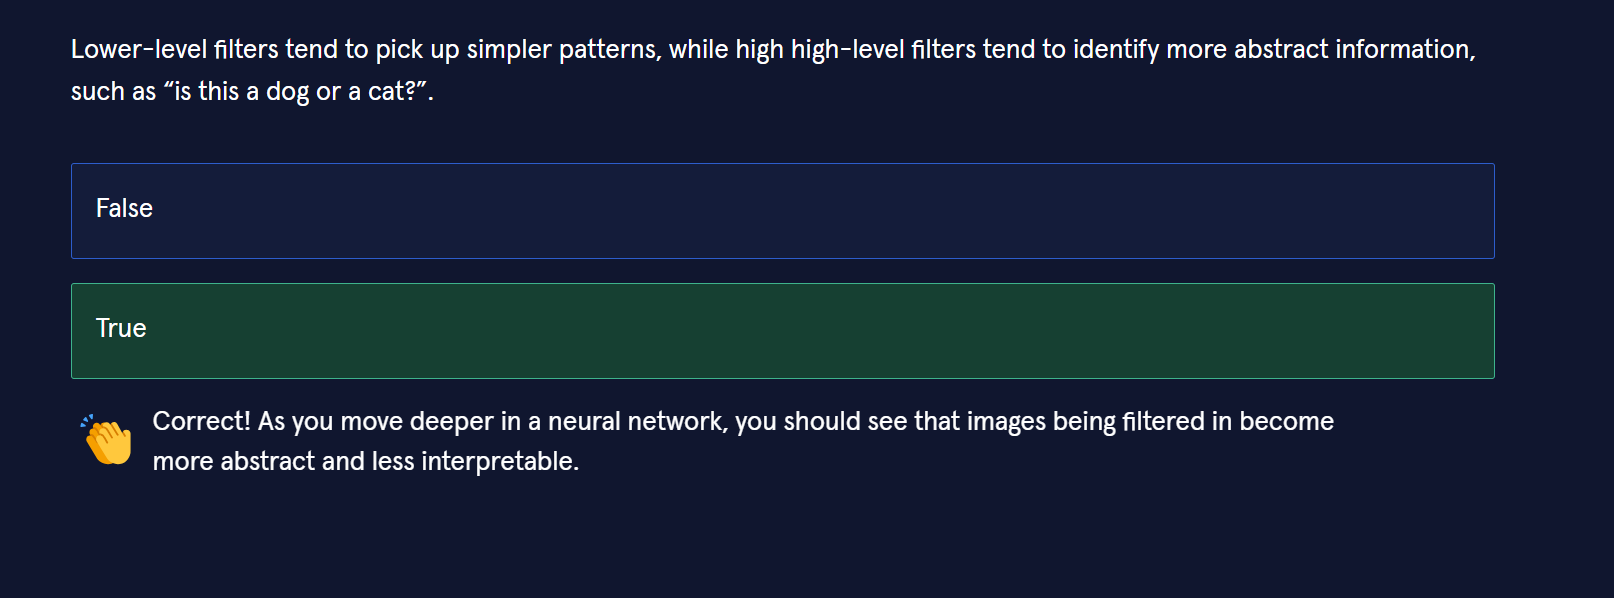 Lower-level filters tend to pick up simpler patterns, while high high-level filters tend to identify more abstract information,
such as “is this a dog or a cat?”.
False
True
Correct! As you move deeper in a neural network, you should see that images being filtered in become
more abstract and less interpretable.